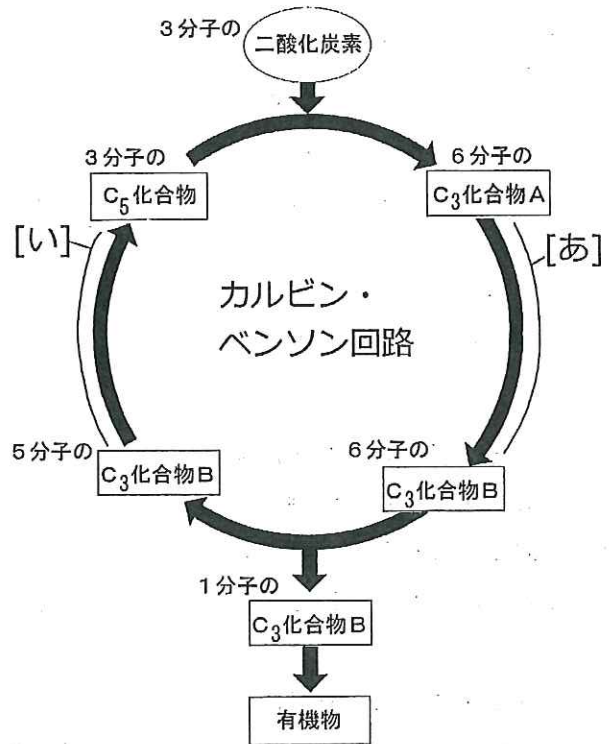 3分子の
二酸化炭素
3分子の
C₅化合物
6分子の
C₃化合物A
[い]
[あ]
カルビン・
ベンソン回路
5分子の
C₃化合物B
6分子の
C₃化合物B
1分子の
C₃化合物B
有機物